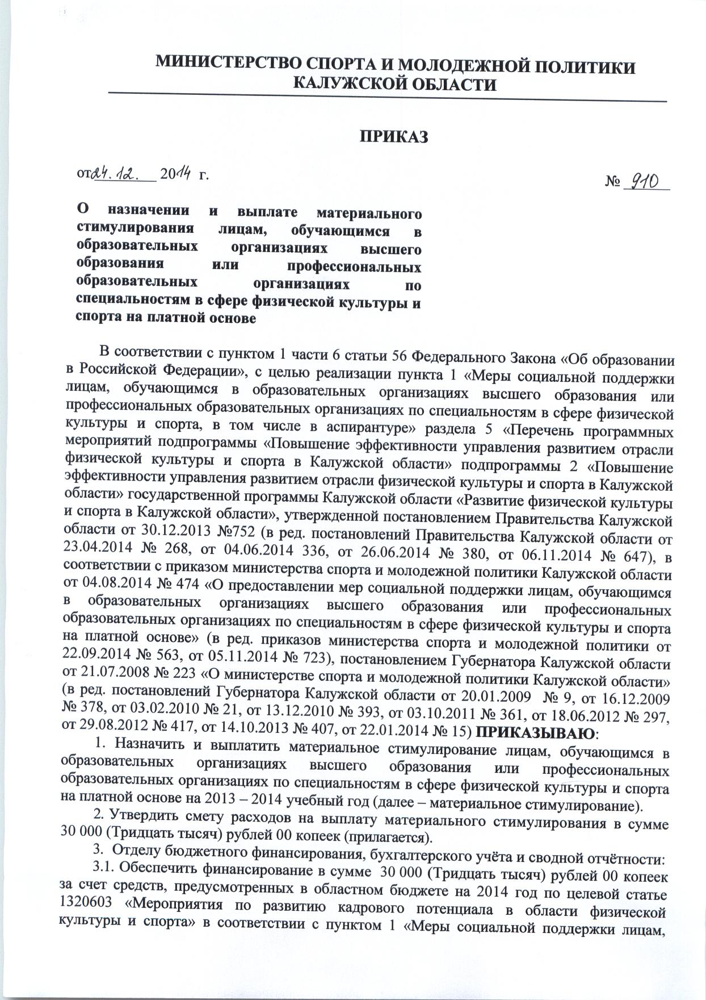 МИНИСТЕРСТВО СПОРТА И МОЛОДЕЖНОЙ ПОЛИТИКИ
КАЛУЖСКОЙ ОБЛАСТИ
ПРИКАЗ
от 24.12. 2014 г.
№ 910
О назначении и выплате материального
стимулирования лицам, обучающимся в
образовательных организациях высшего
образования или профессиональных
образовательных организациях по
специальностям в сфере физической культуры и
спорта на платной основе
В соответствии с пунктом 1 части 6 статьи 56 Федерального Закона «Об образовании
в Российской Федерации», с целью реализации пункта 1 «Меры социальной поддержки
лицам, обучающимся в образовательных организациях высшего образования или
профессиональных образовательных организациях по специальностям в сфере физической
культуры и спорта, в том числе в аспирантуре» раздела 5 «Перечень программных
мероприятий подпрограммы «Повышение эффективности управления развитием отрасли
физической культуры и спорта в Калужской области» подпрограммы 2 «Повышение
эффективности управления развитием отрасли физической культуры и спорта в Калужской
области» государственной программы Калужской области «Развитие физической культуры
и спорта в Калужской области», утвержденной постановлением Правительства Калужской
области от 30.12.2013 №752 (в ред. постановлений Правительства Калужской области от
23.04.2014 № 268, от 04.06.2014 336, от 26.06.2014 № 380, от 06.11.2014 № 647), в
соответствии с приказом министерства спорта и молодежной политики Калужской области
от 04.08.2014 № 474 «О предоставлении мер социальной поддержки лицам, обучающимся
в образовательных организациях высшего образования или профессиональных
образовательных организациях по специальностям в сфере физической культуры и спорта
на платной основе» (в ред. приказов министерства спорта и молодежной политики от
22.09.2014 № 563, от 05.11.2014 № 723), постановлением Губернатора Калужской области
от 21.07.2008 № 223 «О министерстве спорта и молодежной политики Калужской области»
(в ред. постановлений Губернатора Калужской области от 20.01.2009 № 9, от 16.12.2009
№ 378, от 03.02.2010 № 21, от 13.12.2010 № 393, от 03.10.2011 № 361, от 18.06.2012 № 297,
от 29.08.2012 № 417, от 14.10.2013 № 407, от 22.01.2014 № 15) ПРИКАЗЫВАЮ:
1. Назначить и выплатить материальное стимулирование лицам, обучающимся в
образовательных организациях высшего образования или профессиональных
образовательных организациях по специальностям в сфере физической культуры и спорта
на платной основе на 2013 – 2014 учебный год (далее – материальное стимулирование).
2. Утвердить смету расходов на выплату материального стимулирования в сумме
30 000 (Тридцать тысяч) рублей 00 копеек (прилагается).
3. Отделу бюджетного финансирования, бухгалтерского учёта и сводной отчётности:
3.1. Обеспечить финансирование в сумме 30 000 (Тридцать тысяч) рублей 00 копеек
за счет средств, предусмотренных в областном бюджете на 2014 год по целевой статье
1320603 «Мероприятия по развитию кадрового потенциала в области физической
культуры и спорта» в соответствии с пунктом 1 «Меры социальной поддержки лицам,